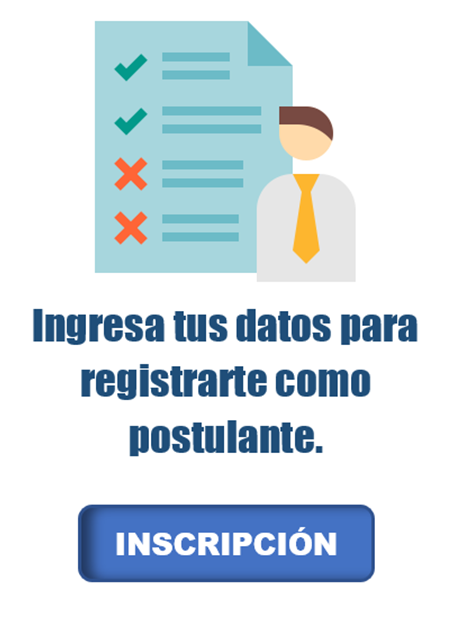 Ingresa tus datos para
registrarte como
postulante.
INSCRIPCIÓN